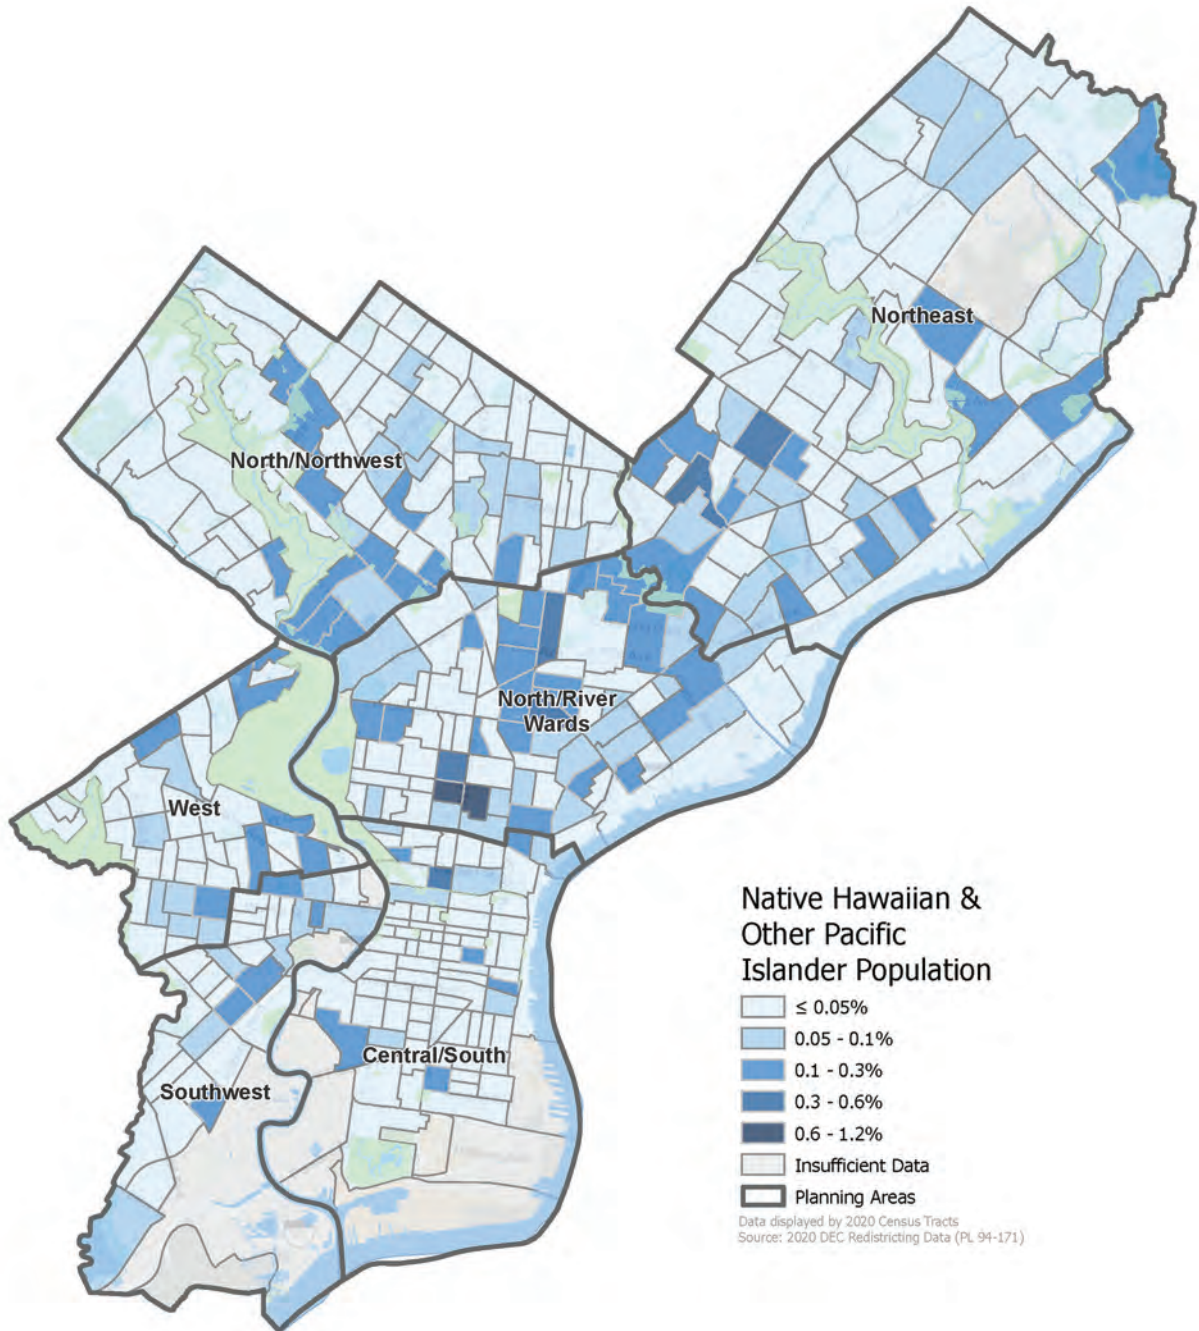 Northeast
North/Northwest
North/River
Wards
West
Central/South
Southwest
Native Hawaiian &
Other Pacific
Islander Population
≤ 0.05%
0.05 - 0.1%
0.1 - 0.3%
0.3 - 0.6%
0.6 - 1.2%
Insufficient Data
Planning Areas
Data displayed by 2020 Census Tracts
Source: 2020 DEC Redistricting Data (PL 94-171)